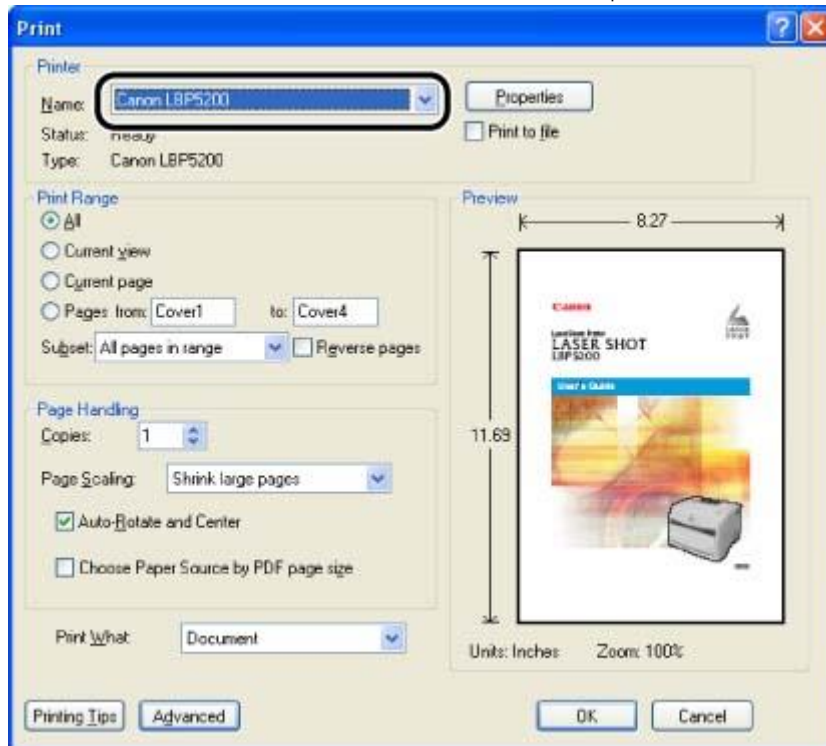 Print
Printer
Name: Canon LBP5200
Properties
Status: Ready
Print to file
Type: Canon LBP5200
Print Range
All
Current view
Current page
Pages from: Cover1 to: Cover4
Subset: All pages in range
Reverse pages
Page Handling
Copies: 1
Page Scaling: Shrink large pages
Auto-Rotate and Center
Choose Paper Source by PDF page size
Print What: Document
Preview
8.27
11.69
Canon
LASER SHOT
LBP5200
User's Guide
Units: Inches Zoom: 100%
Printing Tips
Advanced
OK
Cancel